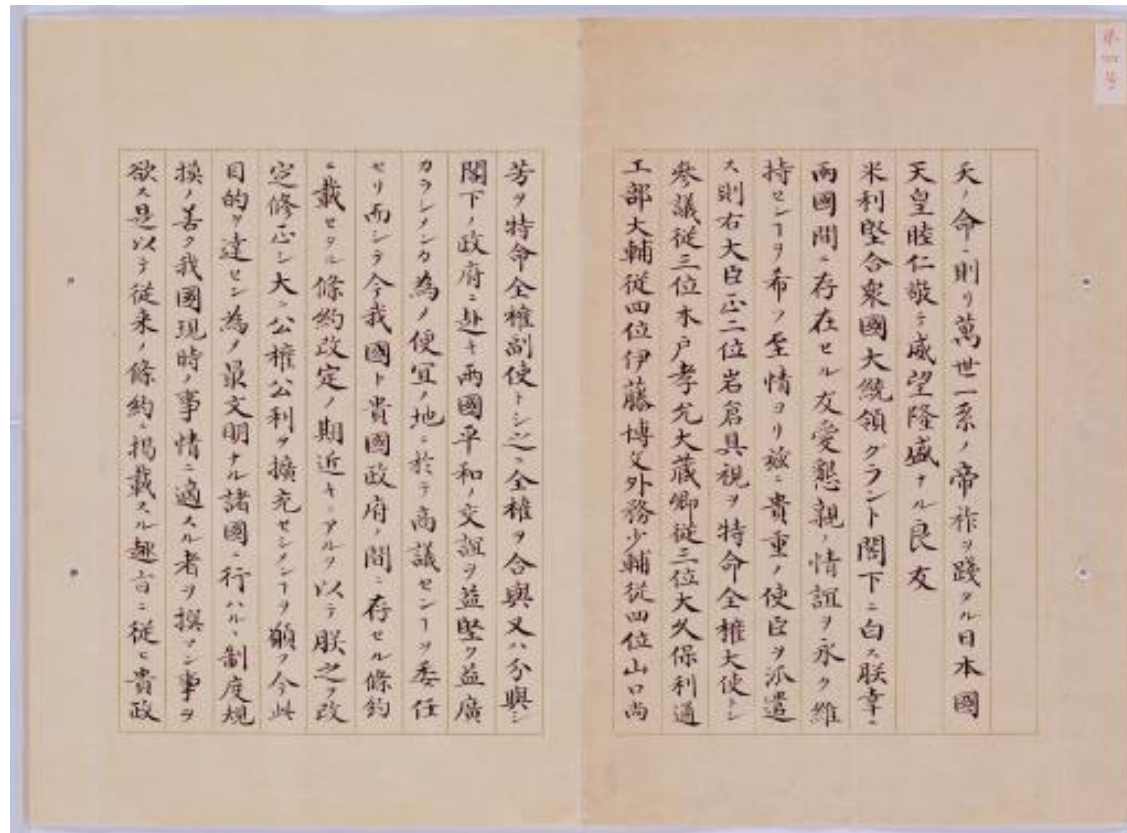 第四号
天ノ命ニ則リ萬世一系ノ帝祚ヲ踐タル日本國
天皇睦仁敬テ威望隆盛ナル良友
米利堅合衆國大統領グラント閣下ニ白ス朕幸ニ
兩國間ニ存在セル友愛懇親ノ情誼ヲ永ク維
持センヿヲ希フノ至情ヨリ茲ニ貴重ノ使臣ヲ派遣
ス則右大臣正二位岩倉具視ヲ特命全權大使トシ
參議從三位木戸孝允大藏卿從三位大久保利通
工部大輔從四位伊藤博文外務少輔從四位山口尚
芳ヲ特命全權副使トシ之ニ全權ヲ合與又ハ分與シ
閣下ノ政府ニ赴キ兩國平和ノ交誼ヲ益堅ク益廣
カラシメンカ為ノ便宜ノ地ニ於テ商議センヿヲ委任
セリ而シテ今我國ト貴國政府ノ間ニ存セル條約
ニ載セタル條約改定ノ期近キニアルヲ以テ朕之ヲ改
定修正シ大ニ公權公利ヲ擴充セシメンヿヲ願フ今此
目的ヲ達セン為ノ最文明ナル諸國ニ行ハルヽ制度規
模ノ善ク我國現時ノ事情ニ適スル者ヲ撰ン事ヲ
欲ス是以テ從来ノ條約ニ掲載スル趣旨ニ從ヒ貴政